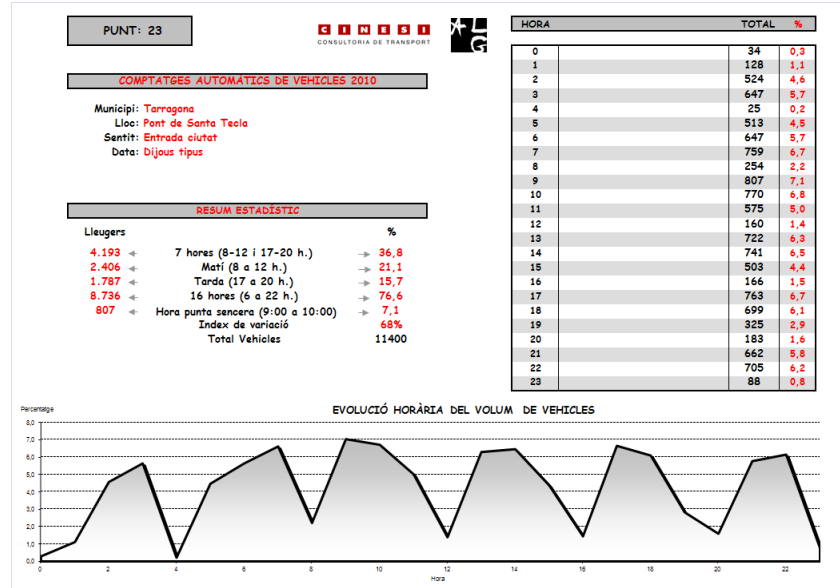 PUNT: 23
CINESI
CONSULTORIA DE TRANSPORT
ALG
COMPTATGES AUTOMÀTICS DE VEHICLES 2010
Municipi: Tarragona
Lloc: Pont de Santa Tecla
Sentit: Entrada ciutat
Data: Dijous tipus
RESUM ESTADÍSTIC
Lleugers %
4.193 7 hores (8-12 i 17-20 h.) 36,8
2.406 Matí (8 a 12 h.) 21,1
1.787 Tarda (17 a 20 h.) 15,7
8.736 16 hores (6 a 22 h.) 76,6
807 Hora punta sencera (9:00 a 10:00) 7,1
Index de variació 68%
Total Vehicles 11400
HORA TOTAL %
0 34 0,3
1 128 1,1
2 524 4,6
3 647 5,7
4 25 0,2
5 513 4,5
6 647 5,7
7 759 6,7
8 254 2,2
9 807 7,1
10 770 6,8
11 575 5,0
12 160 1,4
13 722 6,3
14 741 6,5
15 503 4,4
16 166 1,5
17 763 6,7
18 699 6,1
19 325 2,9
20 183 1,6
21 662 5,8
22 705 6,2
23 88 0,8
EVOLUCIÓ HORÀRIA DEL VOLUM DE VEHICLES
Percentatge
8,0
7,0
6,0
5,0
4,0
3,0
2,0
1,0
0,0
0 2 4 6 8 10 12 14 16 18 20 22
Hora